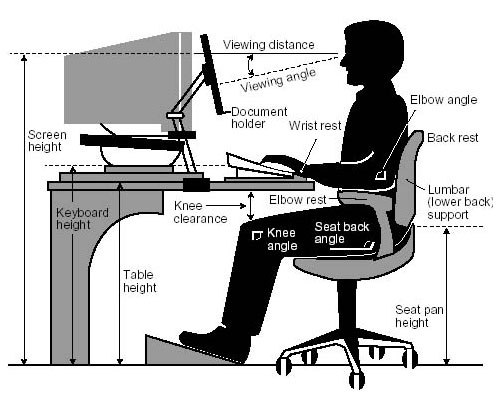 Viewing distance
Viewing angle
Document
holder
Elbow angle
Wrist rest
Back rest
Screen
height
Lumbar
(lower back)
support
Knee
clearance
Elbow rest
Keyboard
height
Knee
angle
Seat back
angle
Table
height
Seat pan
height